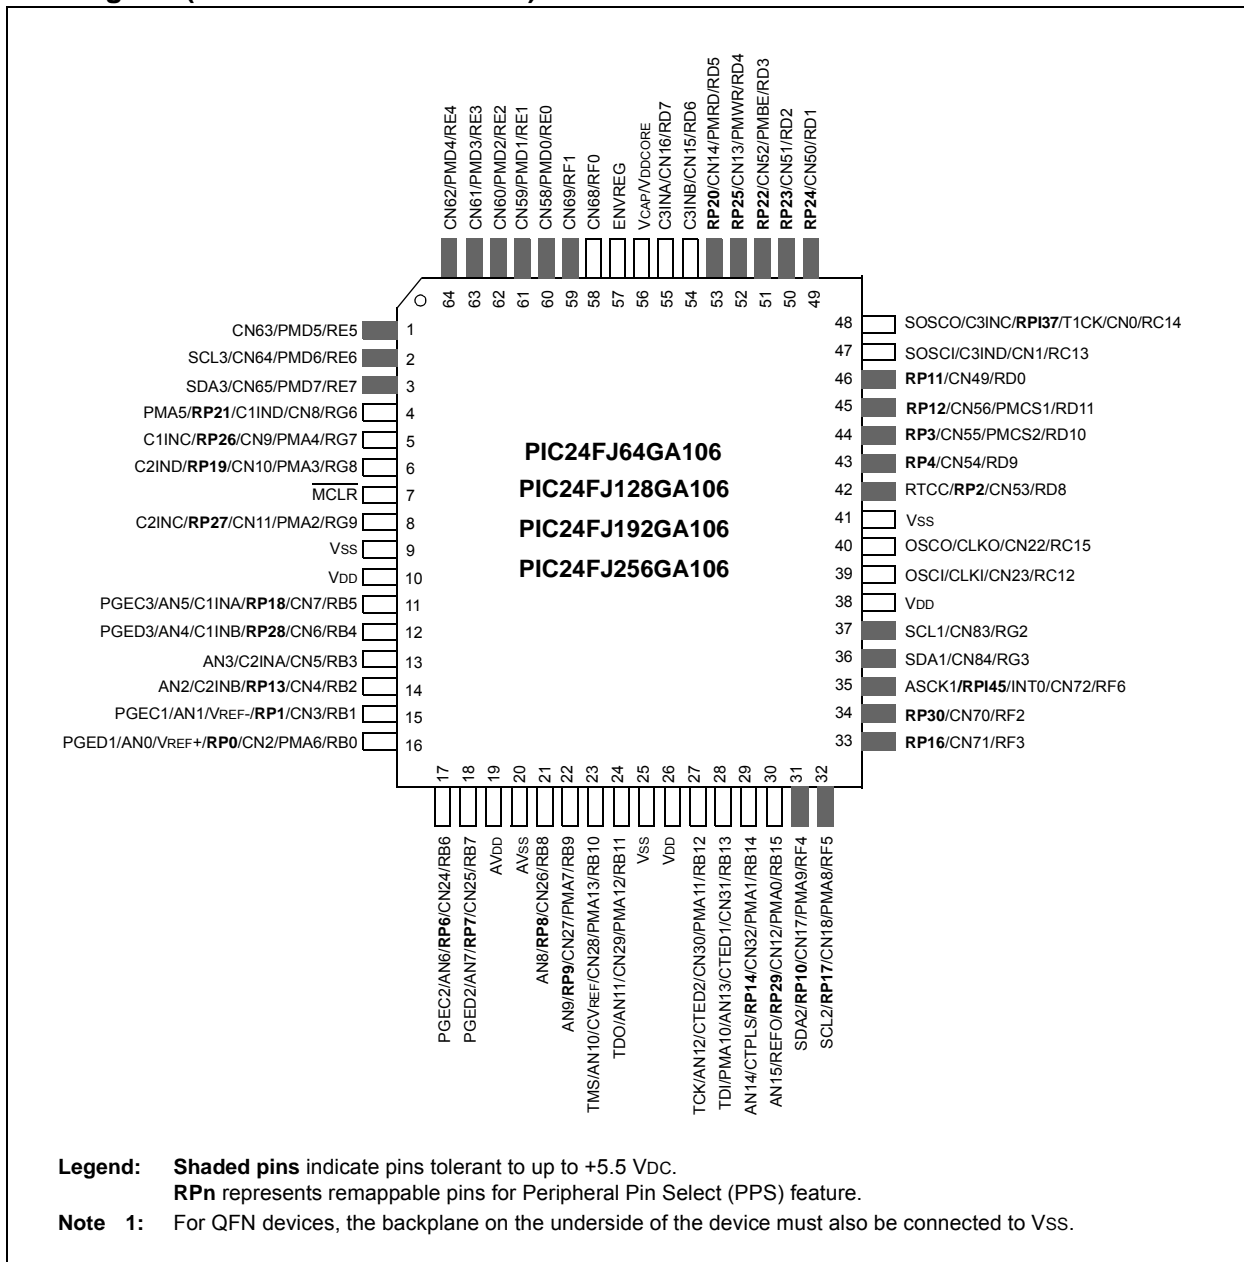 CN62/PMD4/RE4
CN61/PMD3/RE3
CN60/PMD2/RE2
CN59/PMD1/RE1
CN58/PMD0/RE0
CN69/RF1
CN68/RF0
ENVREG
VCAP/VDDCORE
C3INA/CN16/RD7
C3INB/CN15/RD6
RP20/CN14/PMRD/RD5
RP25/CN13/PMWR/RD4
RP22/CN52/PMBE/RD3
RP23/CN51/RD2
RP24/CN50/RD1
64
63
62
61
60
59
58
57
56
55
54
53
52
51
50
49
CN63/PMD5/RE5 1
SCL3/CN64/PMD6/RE6 2
SDA3/CN65/PMD7/RE7 3
PMA5/RP21/C1IND/CN8/RG6 4
C1INC/RP26/CN9/PMA4/RG7 5
C2IND/RP19/CN10/PMA3/RG8 6
MCLR 7
C2INC/RP27/CN11/PMA2/RG9 8
VSS 9
VDD 10
PGEC3/AN5/C1INA/RP18/CN7/RB5 11
PGED3/AN4/C1INB/RP28/CN6/RB4 12
AN3/C2INA/CN5/RB3 13
AN2/C2INB/RP13/CN4/RB2 14
PGEC1/AN1/VREF-/RP1/CN3/RB1 15
PGED1/AN0/VREF+/RP0/CN2/PMA6/RB0 16
PIC24FJ64GA106
PIC24FJ128GA106
PIC24FJ192GA106
PIC24FJ256GA106
48 SOSCO/C3INC/RPI37/T1CK/CN0/RC14
47 SOSCI/C3IND/CN1/RC13
46 RP11/CN49/RD0
45 RP12/CN56/PMCS1/RD11
44 RP3/CN55/PMCS2/RD10
43 RP4/CN54/RD9
42 RTCC/RP2/CN53/RD8
41 VSS
40 OSCO/CLKO/CN22/RC15
39 OSCI/CLKI/CN23/RC12
38 VDD
37 SCL1/CN83/RG2
36 SDA1/CN84/RG3
35 ASCK1/RPI45/INT0/CN72/RF6
34 RP30/CN70/RF2
33 RP16/CN71/RF3
17
18
19
20
21
22
23
24
25
26
27
28
29
30
31
32
PGEC2/AN6/RP6/CN24/RB6
PGED2/AN7/RP7/CN25/RB7
AVDD
AVSS
AN8/RP8/CN26/RB8
AN9/RP9/CN27/PMA7/RB9
TMS/AN10/CVREF/CN28/PMA13/RB10
TDO/AN11/CN29/PMA12/RB11
VSS
VDD
TCK/AN12/CTED2/CN30/PMA11/RB12
TDI/PMA10/AN13/CTED1/CN31/RB13
AN14/CTPLS/RP14/CN32/PMA1/RB14
AN15/REFO/RP29/CN12/PMA0/RB15
SDA2/RP10/CN17/PMA9/RF4
SCL2/RP17/CN18/PMA8/RF5
Legend: Shaded pins indicate pins tolerant to up to +5.5 VDC.
RPn represents remappable pins for Peripheral Pin Select (PPS) feature.
Note 1: For QFN devices, the backplane on the underside of the device must also be connected to VSS.